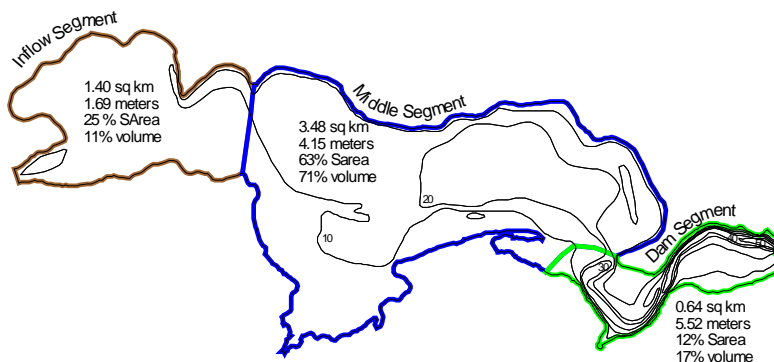 Inflow Segment
1.40 sq km
1.69 meters
25 % SArea
11% volume
Middle Segment
3.48 sq km
4.15 meters
63% Sarea
71% volume
20
10
Dam Segment
30
0.64 sq km
5.52 meters
12% Sarea
17% volume